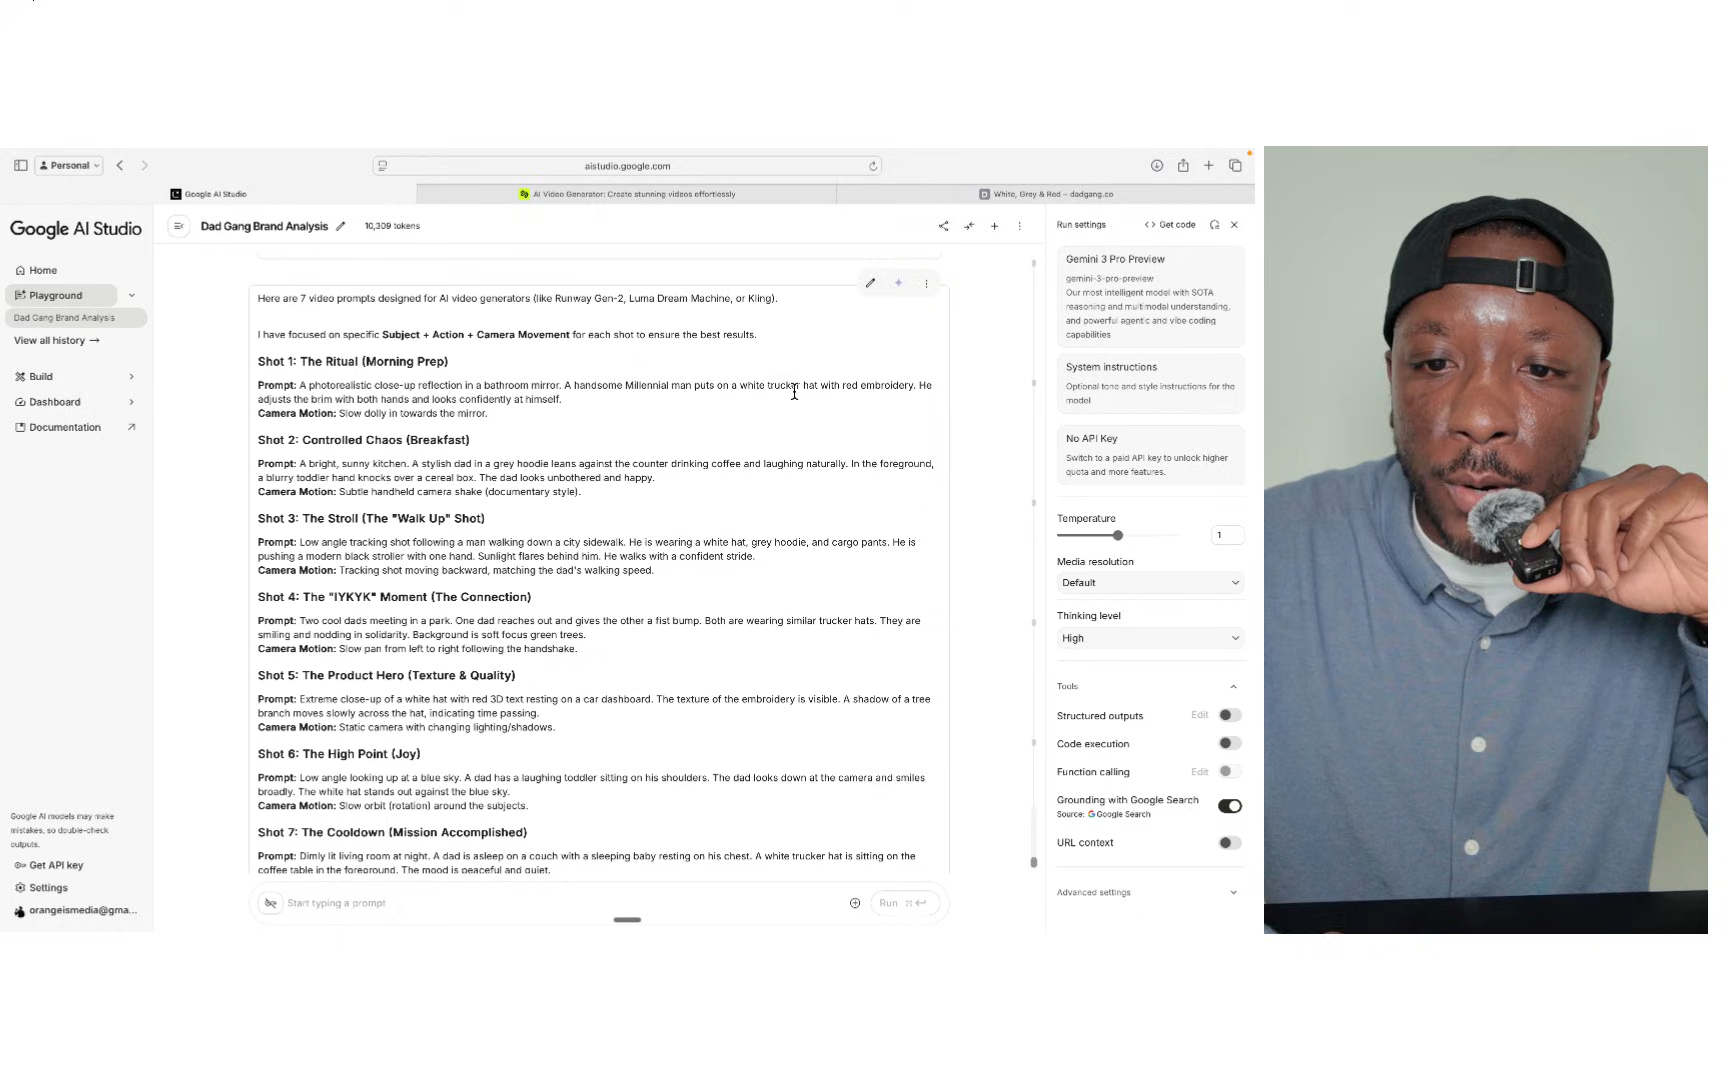 Personal
aistudio.google.com
Google AI Studio
AI Video Generator: Create stunning videos effortlessly
White, Grey & Red – dadgang.co
Google AI Studio
Home
Playground
Dad Gang Brand Analysis
View all history →
Build
Dashboard
Documentation
Google AI models may make
mistakes, so double-check
outputs.
Get API key
Settings
orangeismedia@gma...
Dad Gang Brand Analysis
10,309 tokens
Here are 7 video prompts designed for AI video generators (like Runway Gen-2, Luma Dream Machine, or Kling).
I have focused on specific Subject + Action + Camera Movement for each shot to ensure the best results.
Shot 1: The Ritual (Morning Prep)
Prompt: A photorealistic close-up reflection in a bathroom mirror. A handsome Millennial man puts on a white trucker hat with red embroidery. He
adjusts the brim with both hands and looks confidently at himself.
Camera Motion: Slow dolly in towards the mirror.
Shot 2: Controlled Chaos (Breakfast)
Prompt: A bright, sunny kitchen. A stylish dad in a grey hoodie leans against the counter drinking coffee and laughing naturally. In the foreground,
a blurry toddler hand knocks over a cereal box. The dad looks unbothered and happy.
Camera Motion: Subtle handheld camera shake (documentary style).
Shot 3: The Stroll (The "Walk Up" Shot)
Prompt: Low angle tracking shot following a man walking down a city sidewalk. He is wearing a white hat, grey hoodie, and cargo pants. He is
pushing a modern black stroller with one hand. Sunlight flares behind him. He walks with a confident stride.
Camera Motion: Tracking shot moving backward, matching the dad's walking speed.
Shot 4: The "IYKYK" Moment (The Connection)
Prompt: Two cool dads meeting in a park. One dad reaches out and gives the other a fist bump. Both are wearing similar trucker hats. They are
smiling and nodding in solidarity. Background is soft focus green trees.
Camera Motion: Slow pan from left to right following the handshake.
Shot 5: The Product Hero (Texture & Quality)
Prompt: Extreme close-up of a white hat with red 3D text resting on a car dashboard. The texture of the embroidery is visible. A shadow of a tree
branch moves slowly across the hat, indicating time passing.
Camera Motion: Static camera with changing lighting/shadows.
Shot 6: The High Point (Joy)
Prompt: Low angle looking up at a blue sky. A dad has a laughing toddler sitting on his shoulders. The dad looks down at the camera and smiles
broadly. The white hat stands out against the blue sky.
Camera Motion: Slow orbit (rotation) around the subjects.
Shot 7: The Cooldown (Mission Accomplished)
Prompt: Dimly lit living room at night. A dad is asleep on a couch with a sleeping baby resting on his chest. A white trucker hat is sitting on the
coffee table in the foreground. The mood is peaceful and quiet.
Start typing a prompt
Run
Run settings
<> Get code
Gemini 3 Pro Preview
gemini-3-pro-preview
Our most intelligent model with SOTA
reasoning and multimodal understanding,
and powerful agentic and vibe coding
capabilities
System instructions
Optional tone and style instructions for the
model
No API Key
Switch to a paid API key to unlock higher
quota and more features.
Temperature
1
Media resolution
Default
Thinking level
High
Tools
Structured outputs
Edit
Code execution
Function calling
Edit
Grounding with Google Search
Source: Google Search
URL context
Advanced settings